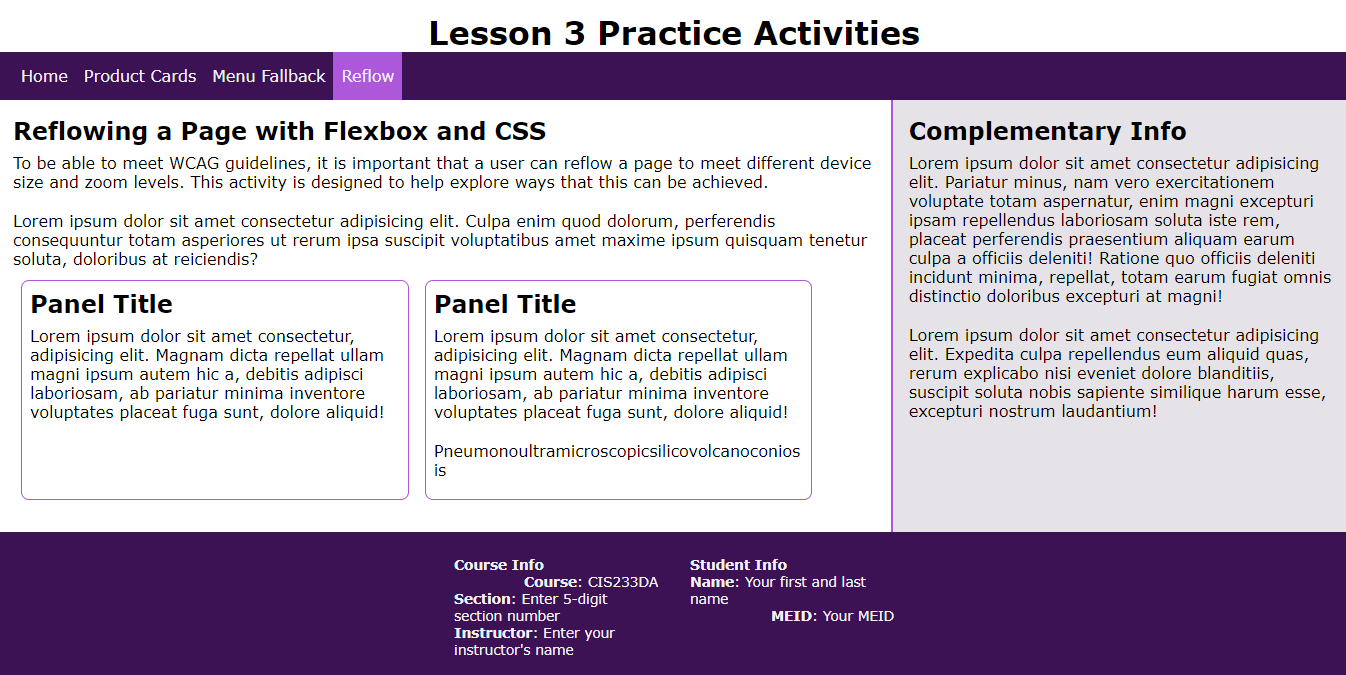 Lesson 3 Practice Activities
Home Product Cards Menu Fallback Reflow
Reflowing a Page with Flexbox and CSS
To be able to meet WCAG guidelines, it is important that a user can reflow a page to meet different device
size and zoom levels. This activity is designed to help explore ways that this can be achieved.
Lorem ipsum dolor sit amet consectetur adipisicing elit. Culpa enim quod dolorum, perferendis
consequuntur totam asperiores ut rerum ipsa suscipit voluptatibus amet maxime ipsum quisquam tenetur
soluta, doloribus at reiciendis?
Panel Title
Lorem ipsum dolor sit amet consectetur,
adipisicing elit. Magnam dicta repellat ullam
magni ipsum autem hic a, debitis adipisci
laboriosam, ab pariatur minima inventore
voluptates placeat fuga sunt, dolore aliquid!
Panel Title
Lorem ipsum dolor sit amet consectetur,
adipisicing elit. Magnam dicta repellat ullam
magni ipsum autem hic a, debitis adipisci
laboriosam, ab pariatur minima inventore
voluptates placeat fuga sunt, dolore aliquid!
Pneumonoultramicroscopicsilicovolcanoconios
is
Complementary Info
Lorem ipsum dolor sit amet consectetur adipisicing
elit. Pariatur minus, nam vero exercitationem
voluptate totam aspernatur, enim magni excepturi
ipsam repellendus laboriosam soluta iste rem,
placeat perferendis praesentium aliquam earum
culpa a officiis deleniti! Ratione quo officiis deleniti
incidunt minima, repellat, totam earum fugiat omnis
distinctio doloribus excepturi at magni!
Lorem ipsum dolor sit amet consectetur adipisicing
elit. Expedita culpa repellendus eum aliquid quas,
rerum explicabo nisi eveniet dolore blanditiis,
suscipit soluta nobis sapiente similique harum esse,
excepturi nostrum laudantium!
Course Info
Course: CIS233DA
Section: Enter 5-digit
section number
Instructor: Enter your
instructor's name
Student Info
Name: Your first and last
name
MEID: Your MEID